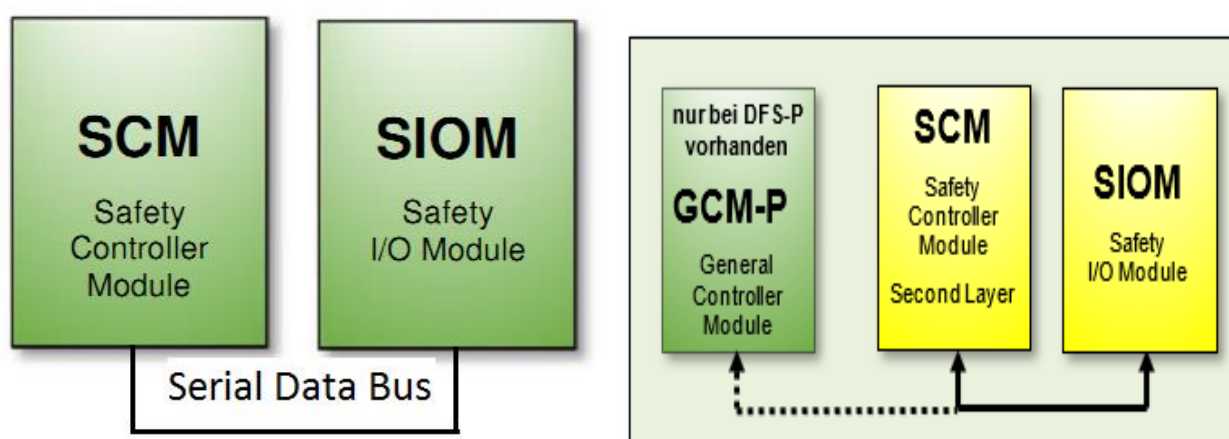 SCM
Safety
Controller
Module
SIOM
Safety
I/O Module
Serial Data Bus
nur bei DFS-P
vorhanden
GCM-P
General
Controller
Module
SCM
Safety
Controller
Module
Second Layer
SIOM
Safety
I/O Module